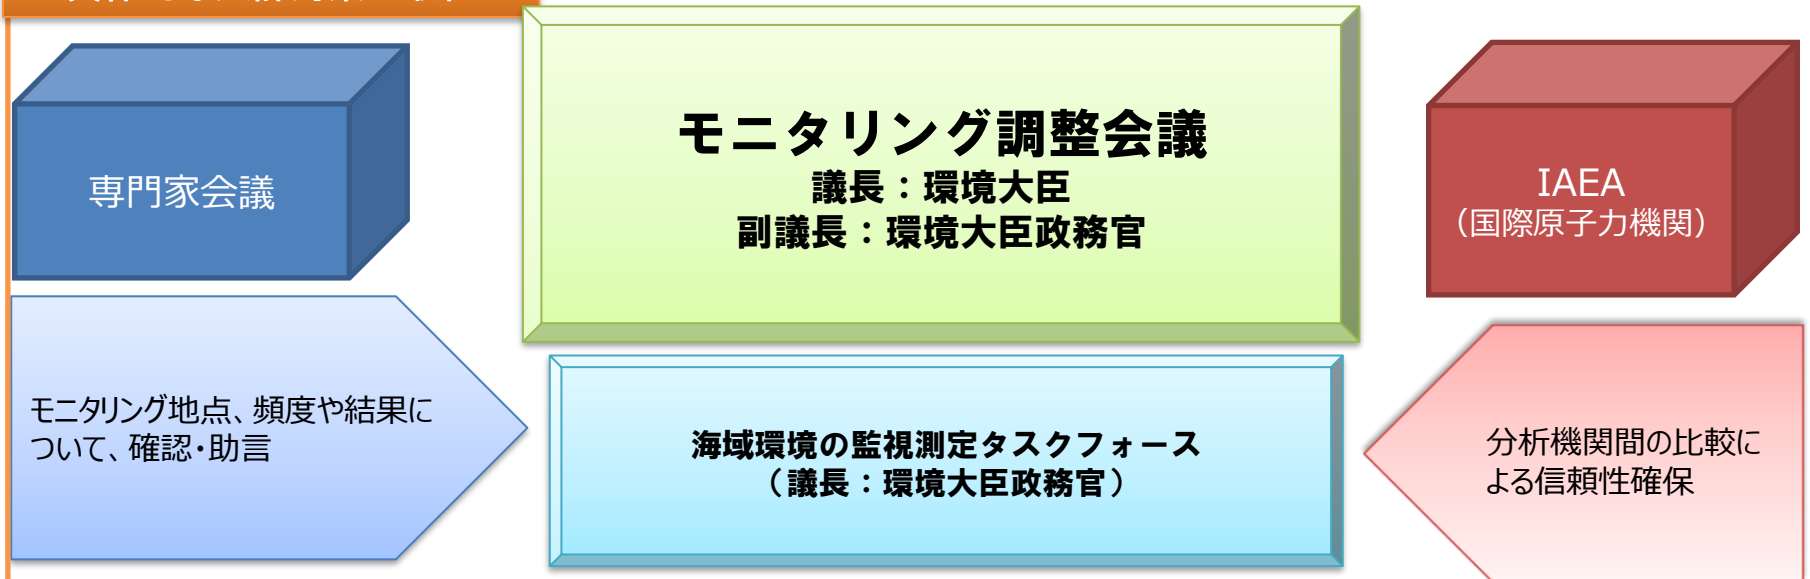 専門家会議
モニタリング調整会議
議長：環境大臣
副議長：環境大臣政務官
IAEA
（国際原子力機関）
モニタリング地点、頻度や結果に
ついて、確認・助言
海域環境の監視測定タスクフォース
（議長：環境大臣政務官）
分析機関間の比較に
よる信頼性確保